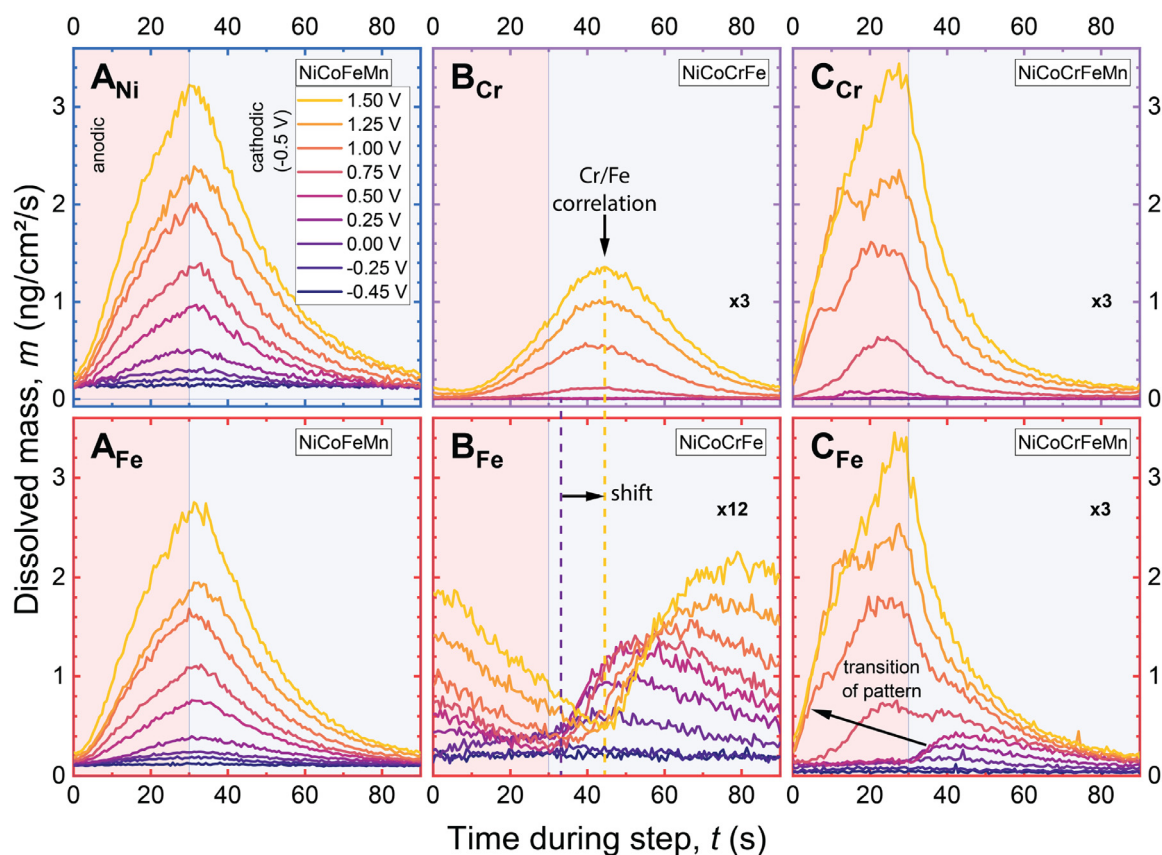 0 20 40 60 80 0 20 40 60 80 0 20 40 60 80
A_Ni NiCoFeMn
anodic
cathodic
(-0.5 V)
1.50 V
1.25 V
1.00 V
0.75 V
0.50 V
0.25 V
0.00 V
-0.25 V
-0.45 V
B_Cr NiCoCrFe
Cr/Fe
correlation
x3
C_Cr NiCoCrFeMn
x3
3
2
1
0
3
2
1
0
Dissolved mass, m (ng/cm²/s)
A_Fe NiCoFeMn
B_Fe NiCoCrFe
shift
x12
C_Fe NiCoCrFeMn
x3
transition
of pattern
3
2
1
0
3
2
1
0
0 20 40 60 80 0 20 40 60 80 0 20 40 60 80
Time during step, t (s)